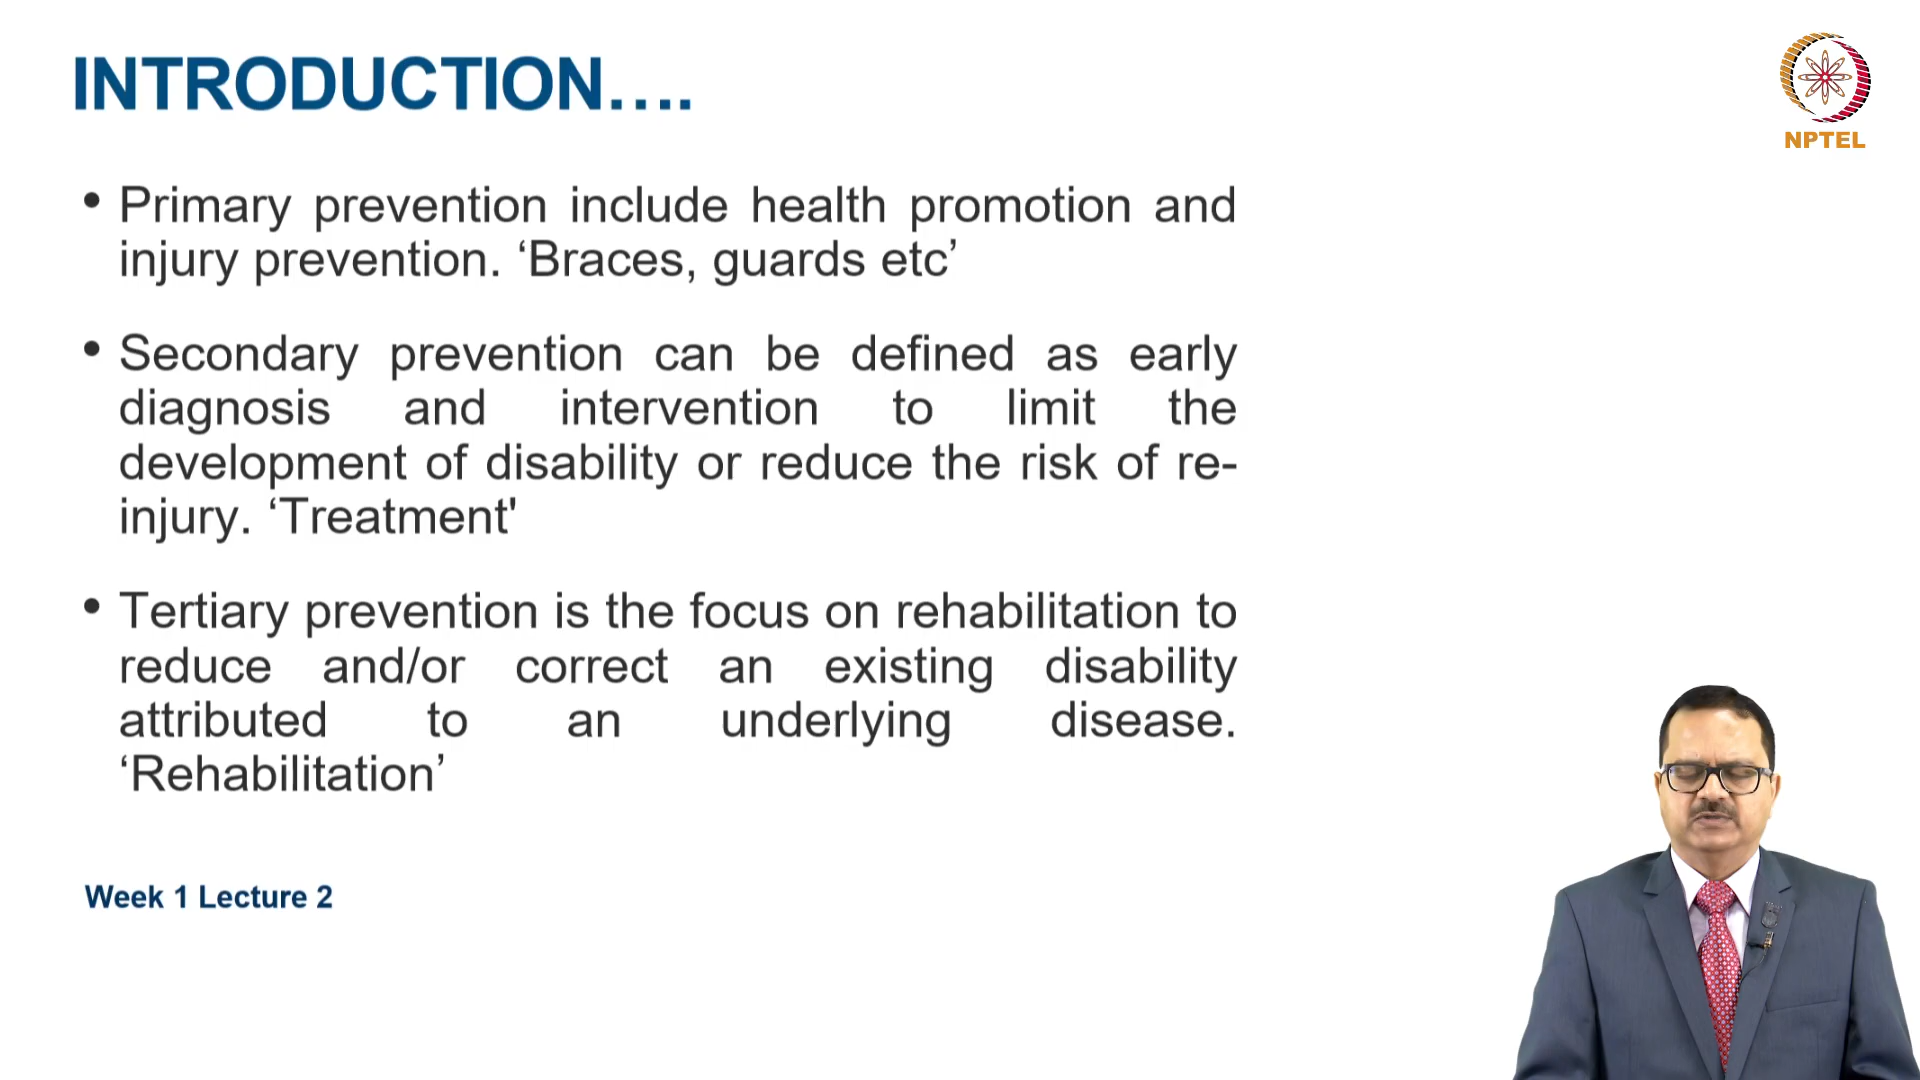 INTRODUCTION....
NPTEL
• Primary prevention include health promotion and
injury prevention. ‘Braces, guards etc’
• Secondary prevention can be defined as early
diagnosis and intervention to limit the
development of disability or reduce the risk of re-
injury. ‘Treatment'
• Tertiary prevention is the focus on rehabilitation to
reduce and/or correct an existing disability
attributed to an underlying disease.
‘Rehabilitation’
Week 1 Lecture 2